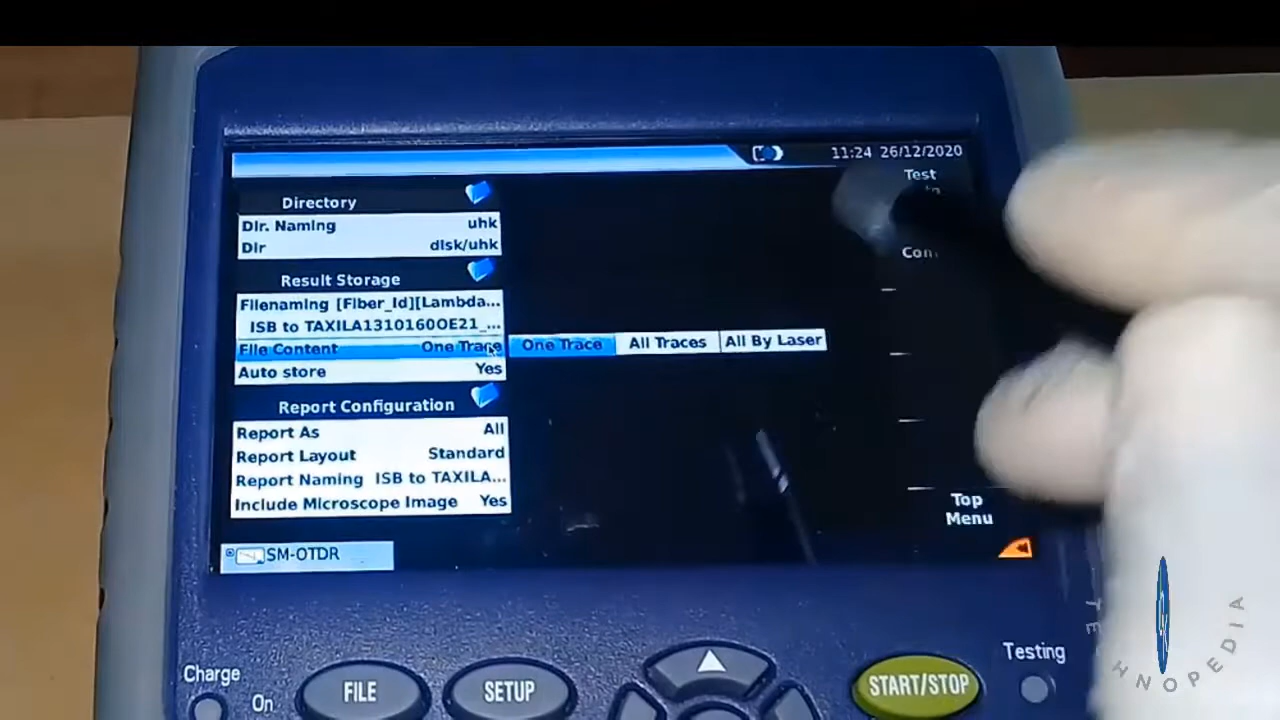 11:24 26/12/2020
Test
Directory
Dir. Naming uhk
Dir disk/uhk
Result Storage
Filenaming [Fiber_Id][Lambda...
ISB to TAXILA1310160OE21_...
File Content One Trace One Trace All Traces All By Laser
Auto store Yes
Report Configuration
Report As All
Report Layout Standard
Report Naming ISB to TAXILA...
Include Microscope Image Yes
Top
Menu
SM-OTDR
Charge
On
FILE
SETUP
START/STOP
Testing
TE HNOPEDIA